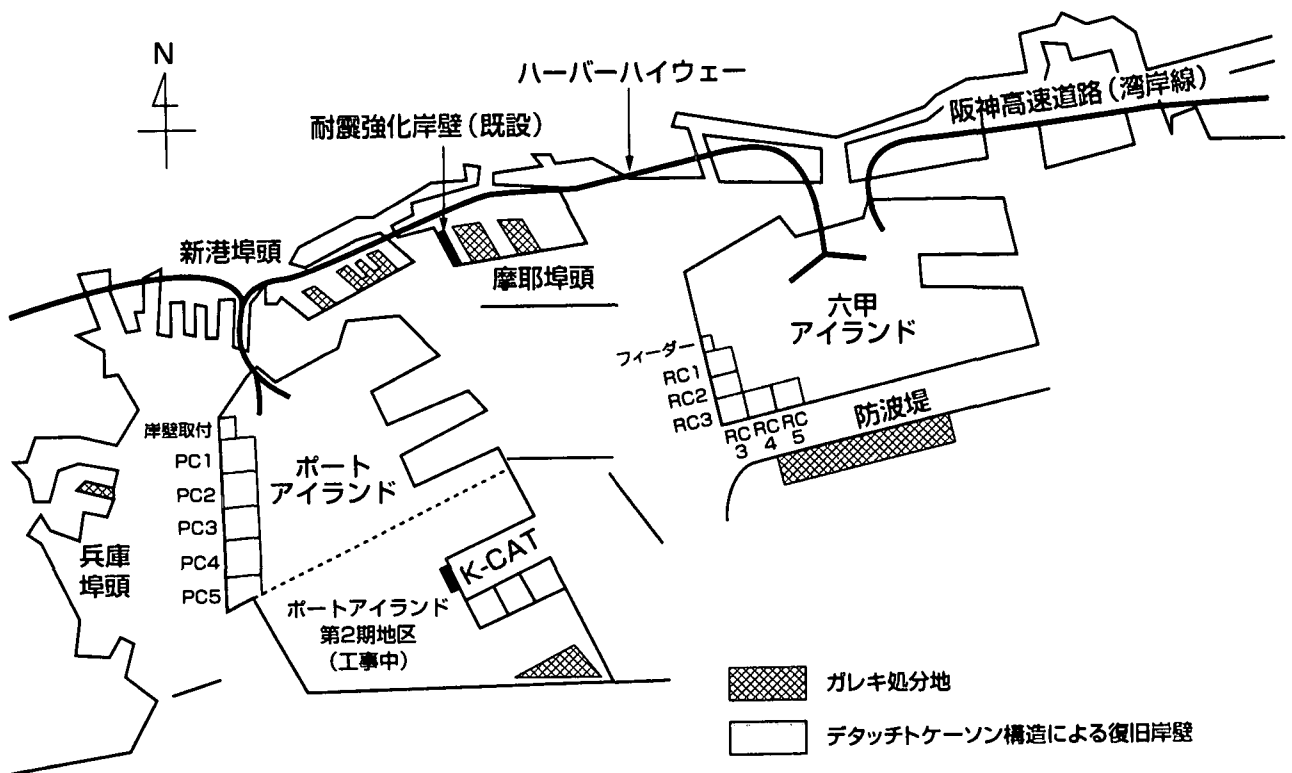 N
ハーバーハイウェー
阪神高速道路(湾岸線)
耐震強化岸壁(既設)
新港埠頭
摩耶埠頭
六甲
アイランド
フィーダー
RC1
RC2
RC3
RC
3
RC
4
RC
5
防波堤
岸壁取付
PC1
PC2
PC3
PC4
PC5
ポート
アイランド
兵庫
埠頭
K-CAT
ポートアイランド
第2期地区
(工事中)
ガレキ処分地
デタッチトケーソン構造による復旧岸壁